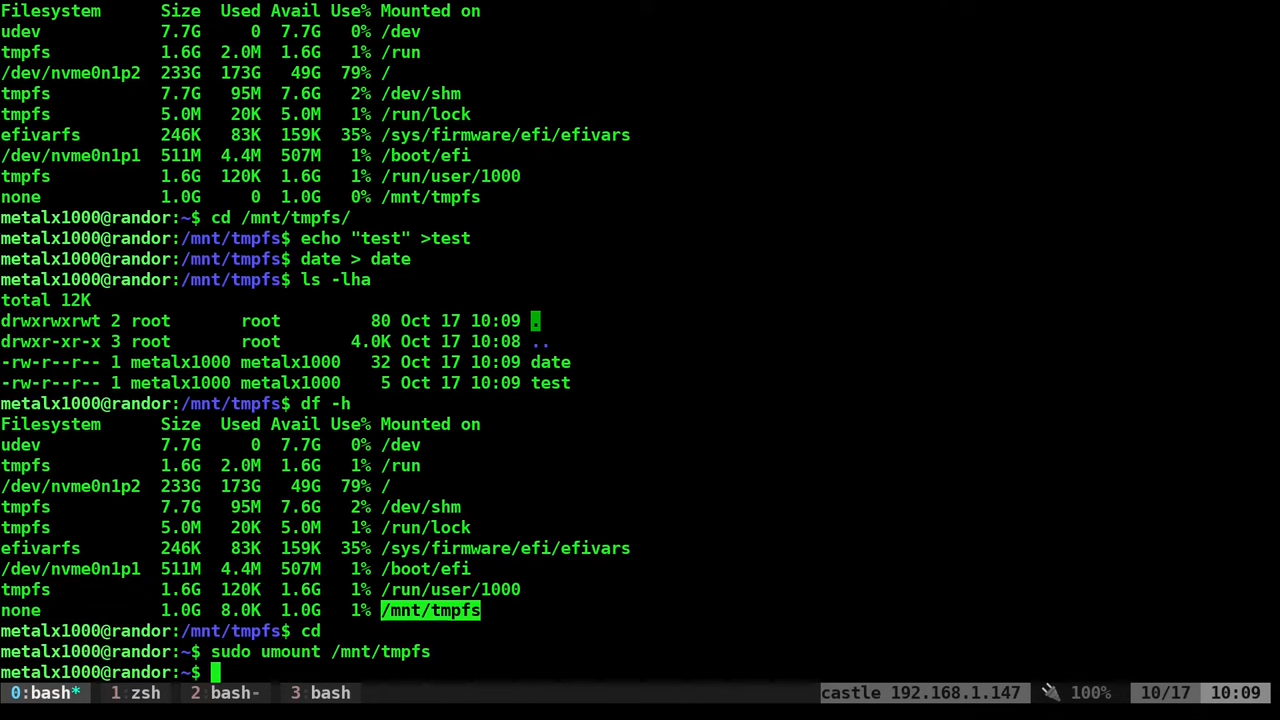 Filesystem      Size  Used Avail Use% Mounted on
udev            7.7G     0  7.7G   0% /dev
tmpfs           1.6G  2.0M  1.6G   1% /run
/dev/nvme0n1p2  233G  173G   49G  79% /
tmpfs           7.7G   95M  7.6G   2% /dev/shm
tmpfs           5.0M   20K  5.0M   1% /run/lock
efivarfs        246K   83K  159K  35% /sys/firmware/efi/efivars
/dev/nvme0n1p1  511M  4.4M  507M   1% /boot/efi
tmpfs           1.6G  120K  1.6G   1% /run/user/1000
none            1.0G     0  1.0G   0% /mnt/tmpfs
metalx1000@randor:~$ cd /mnt/tmpfs/
metalx1000@randor:/mnt/tmpfs$ echo "test" >test
metalx1000@randor:/mnt/tmpfs$ date > date
metalx1000@randor:/mnt/tmpfs$ ls -lha
total 12K
drwxrwxrwt 2 root       root         80 Oct 17 10:09 .
drwxr-xr-x 3 root       root       4.0K Oct 17 10:08 ..
-rw-r--r-- 1 metalx1000 metalx1000   32 Oct 17 10:09 date
-rw-r--r-- 1 metalx1000 metalx1000    5 Oct 17 10:09 test
metalx1000@randor:/mnt/tmpfs$ df -h
Filesystem      Size  Used Avail Use% Mounted on
udev            7.7G     0  7.7G   0% /dev
tmpfs           1.6G  2.0M  1.6G   1% /run
/dev/nvme0n1p2  233G  173G   49G  79% /
tmpfs           7.7G   95M  7.6G   2% /dev/shm
tmpfs           5.0M   20K  5.0M   1% /run/lock
efivarfs        246K   83K  159K  35% /sys/firmware/efi/efivars
/dev/nvme0n1p1  511M  4.4M  507M   1% /boot/efi
tmpfs           1.6G  120K  1.6G   1% /run/user/1000
none            1.0G  8.0K  1.0G   1% /mnt/tmpfs
metalx1000@randor:/mnt/tmpfs$ cd
metalx1000@randor:~$ sudo umount /mnt/tmpfs
metalx1000@randor:~$
0:bash* 1:zsh 2:bash- 3:bash castle 192.168.1.147 100% 10/17 10:09